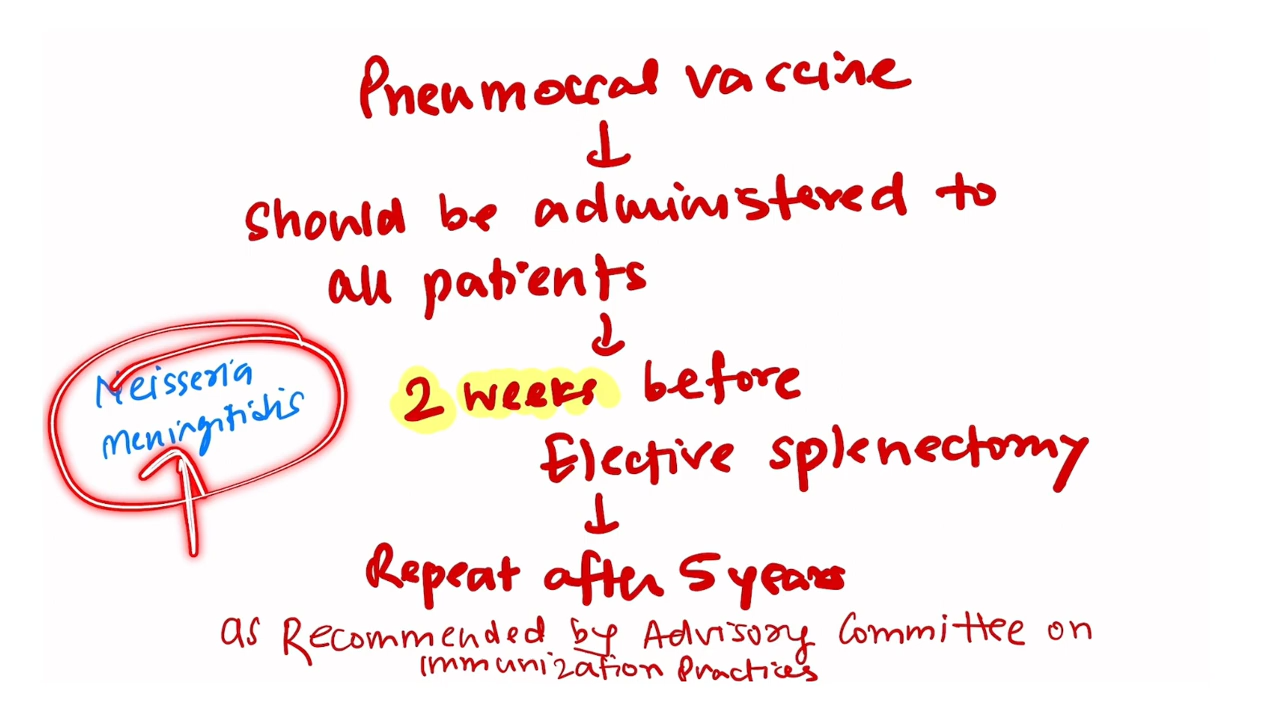 Pneumoccal vaccine
Should be administered to
all patients
2 weeks before
Elective splenectomy
Neisseria
meningitidis
Repeat after 5 years
as Recommended by Advisory Committee on
Immunization Practices